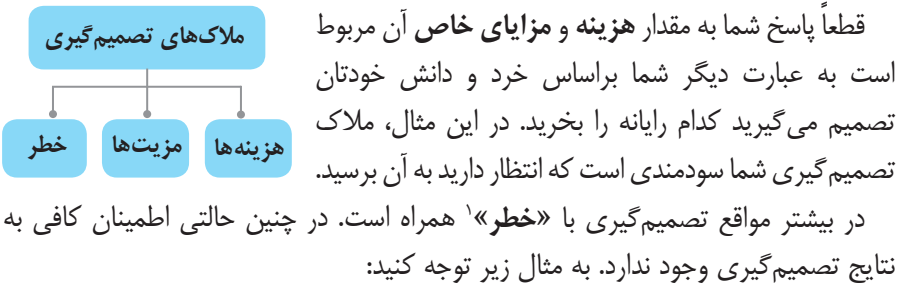 قطعاً پاسخ شما به مقدار هزینه و مزایای خاص آن مربوط
است به عبارت دیگر شما براساس خرد و دانش خودتان
تصمیم می‌گیرید کدام رایانه را بخرید. در این مثال، ملاک
تصمیم‌گیری شما سودمندی است که انتظار دارید به آن برسید.
ملاک‌های تصمیم‌گیری
هزینه‌ها
مزیت‌ها
خطر
در بیشتر مواقع تصمیم‌گیری با «خطر»۱ همراه است. در چنین حالتی اطمینان کافی به
نتایج تصمیم‌گیری وجود ندارد. به مثال زیر توجه کنید: